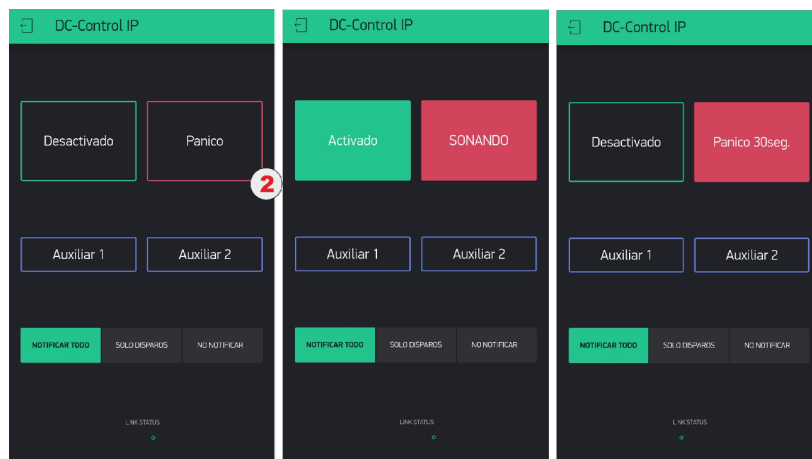 DC-Control IP
Desactivado
Panico
2
Auxiliar 1
Auxiliar 2
NOTIFICAR TODO
SOLO DISPAROS
NO NOTIFICAR
LINK STATUS
DC-Control IP
Activado
SONANDO
Auxiliar 1
Auxiliar 2
NOTIFICAR TODO
SOLO DISPAROS
NO NOTIFICAR
LINK STATUS
DC-Control IP
Desactivado
Panico 30seg.
Auxiliar 1
Auxiliar 2
NOTIFICAR TODO
SOLO DISPAROS
NO NOTIFICAR
LINK STATUS